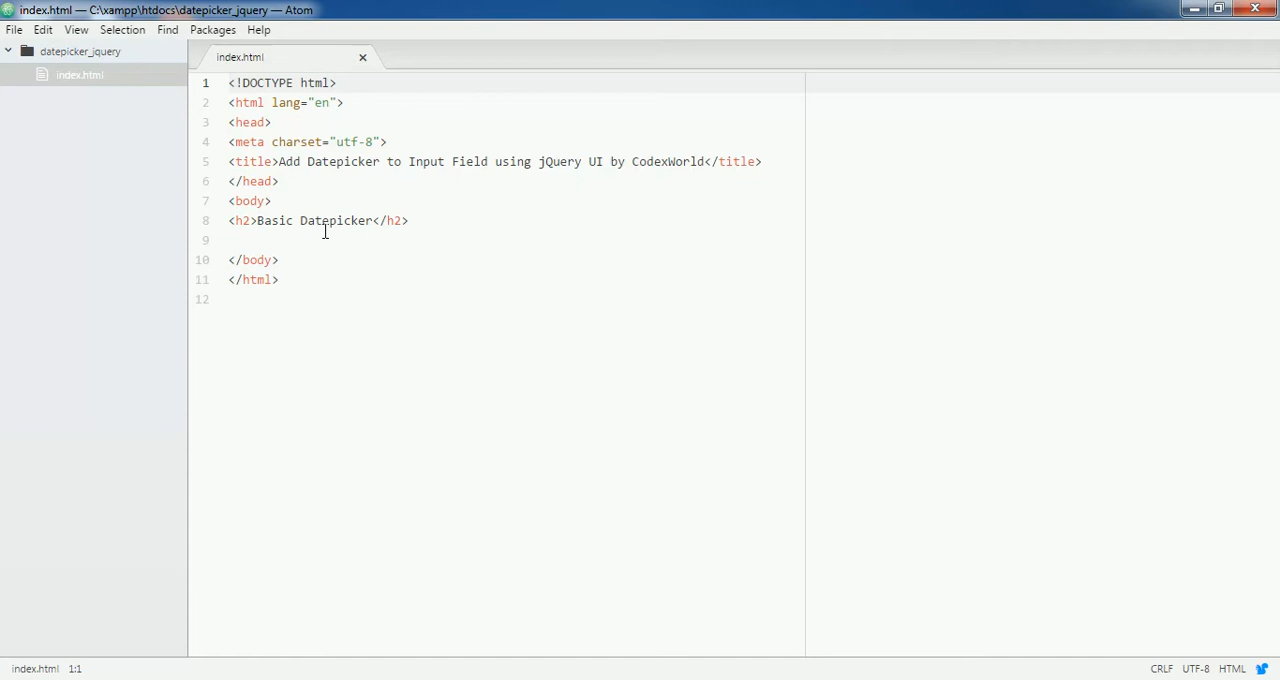 index.html — C:\xampp\htdocs\datepicker_jquery — Atom
File Edit View Selection Find Packages Help
datepicker_jquery
index.html
index.html
1 <!DOCTYPE html>
2 <html lang="en">
3 <head>
4 <meta charset="utf-8">
5 <title>Add Datepicker to Input Field using jQuery UI by CodexWorld</title>
6 </head>
7 <body>
8 <h2>Basic Datepicker</h2>
9
10 </body>
11 </html>
12
index.html 1:1 CRLF UTF-8 HTML